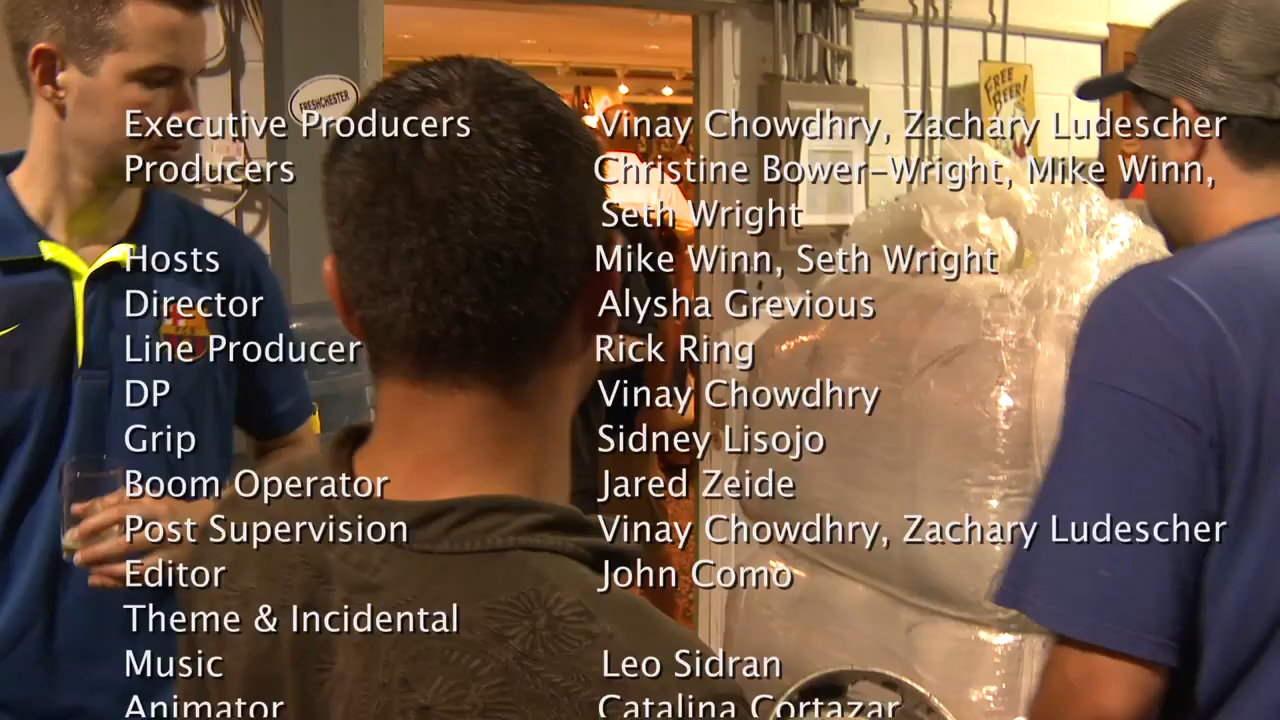 FRESHCHESTER
FREE
BEER!
Executive Producers Vinay Chowdhry, Zachary Ludescher
Producers Christine Bower-Wright, Mike Winn,
Seth Wright
Hosts Mike Winn, Seth Wright
Director Alysha Grevious
Line Producer Rick Ring
DP Vinay Chowdhry
Grip Sidney Lisojo
Boom Operator Jared Zeide
Post Supervision Vinay Chowdhry, Zachary Ludescher
Editor John Como
Theme & Incidental
Music Leo Sidran
Animator Catalina Cortazar